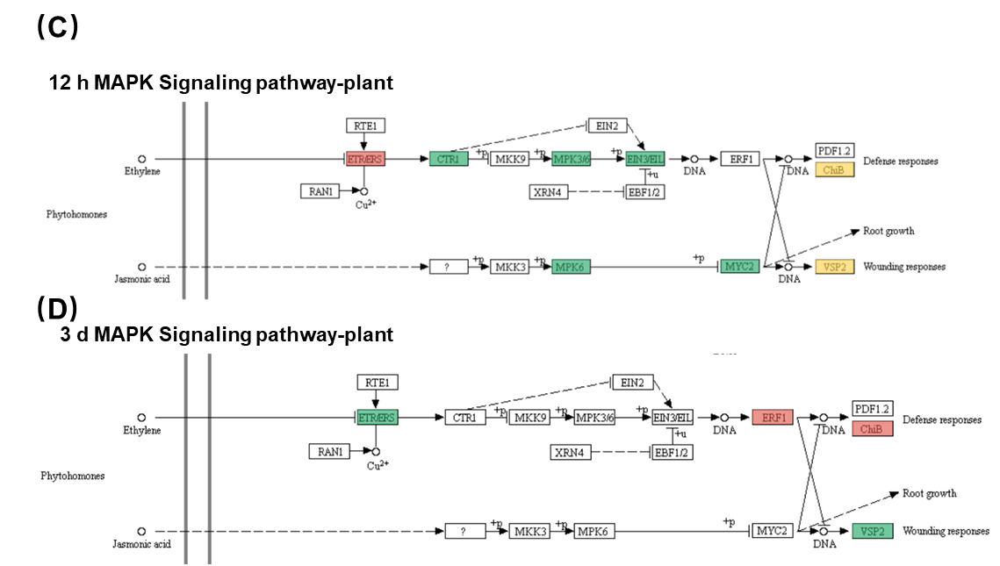 (C)
12 h MAPK Signaling pathway-plant
RTE1
EIN2
Ethylene
ETR/ERS
CTR1
+p
MKK9
+p
MPK3/6
+p
EIN3/EIL
DNA
ERF1
DNA
PDF1.2
ChiB
Defense responses
RAN1
Cu2+
XRN4
EBF1/2
+u
Phytohomones
Root growth
Jasmonic acid
?
+p
MKK3
+p
MPK6
+p
MYC2
DNA
VSP2
Wounding responses
(D)
3 d MAPK Signaling pathway-plant
RTE1
EIN2
Ethylene
ETR/ERS
CTR1
+p
MKK9
+p
MPK3/6
+p
EIN3/EIL
DNA
ERF1
DNA
PDF1.2
ChiB
Defense responses
RAN1
Cu2+
XRN4
EBF1/2
+u
Phytohomones
Root growth
Jasmonic acid
?
+p
MKK3
+p
MPK6
+p
MYC2
DNA
VSP2
Wounding responses